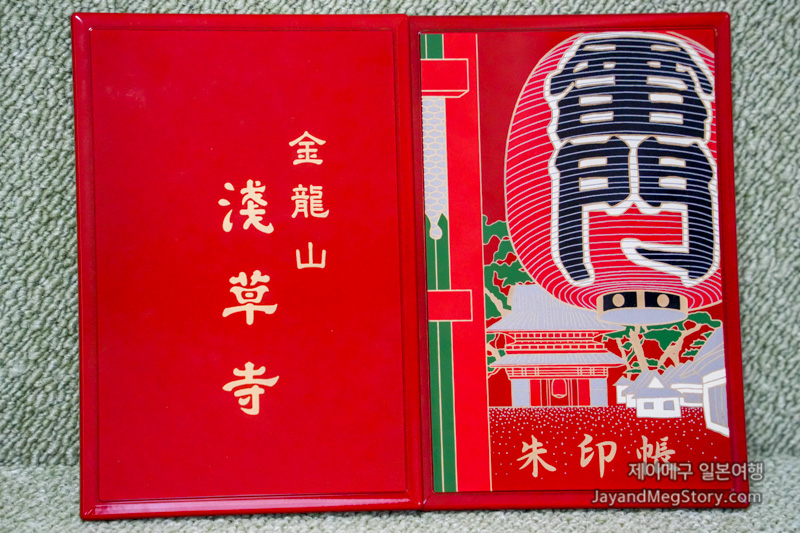 金龍山
淺草寺
雷門
朱印帳
제이메구 일본여행
JayandMegStory.com